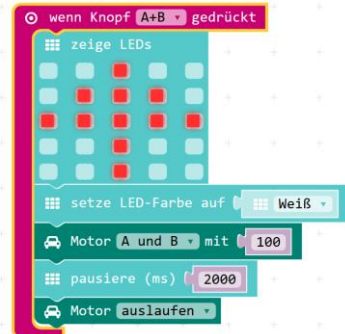 wenn Knopf A+B gedrückt
zeige LEDs
setze LED-Farbe auf Weiß
Motor A und B mit 100
pausiere (ms) 2000
Motor auslaufen